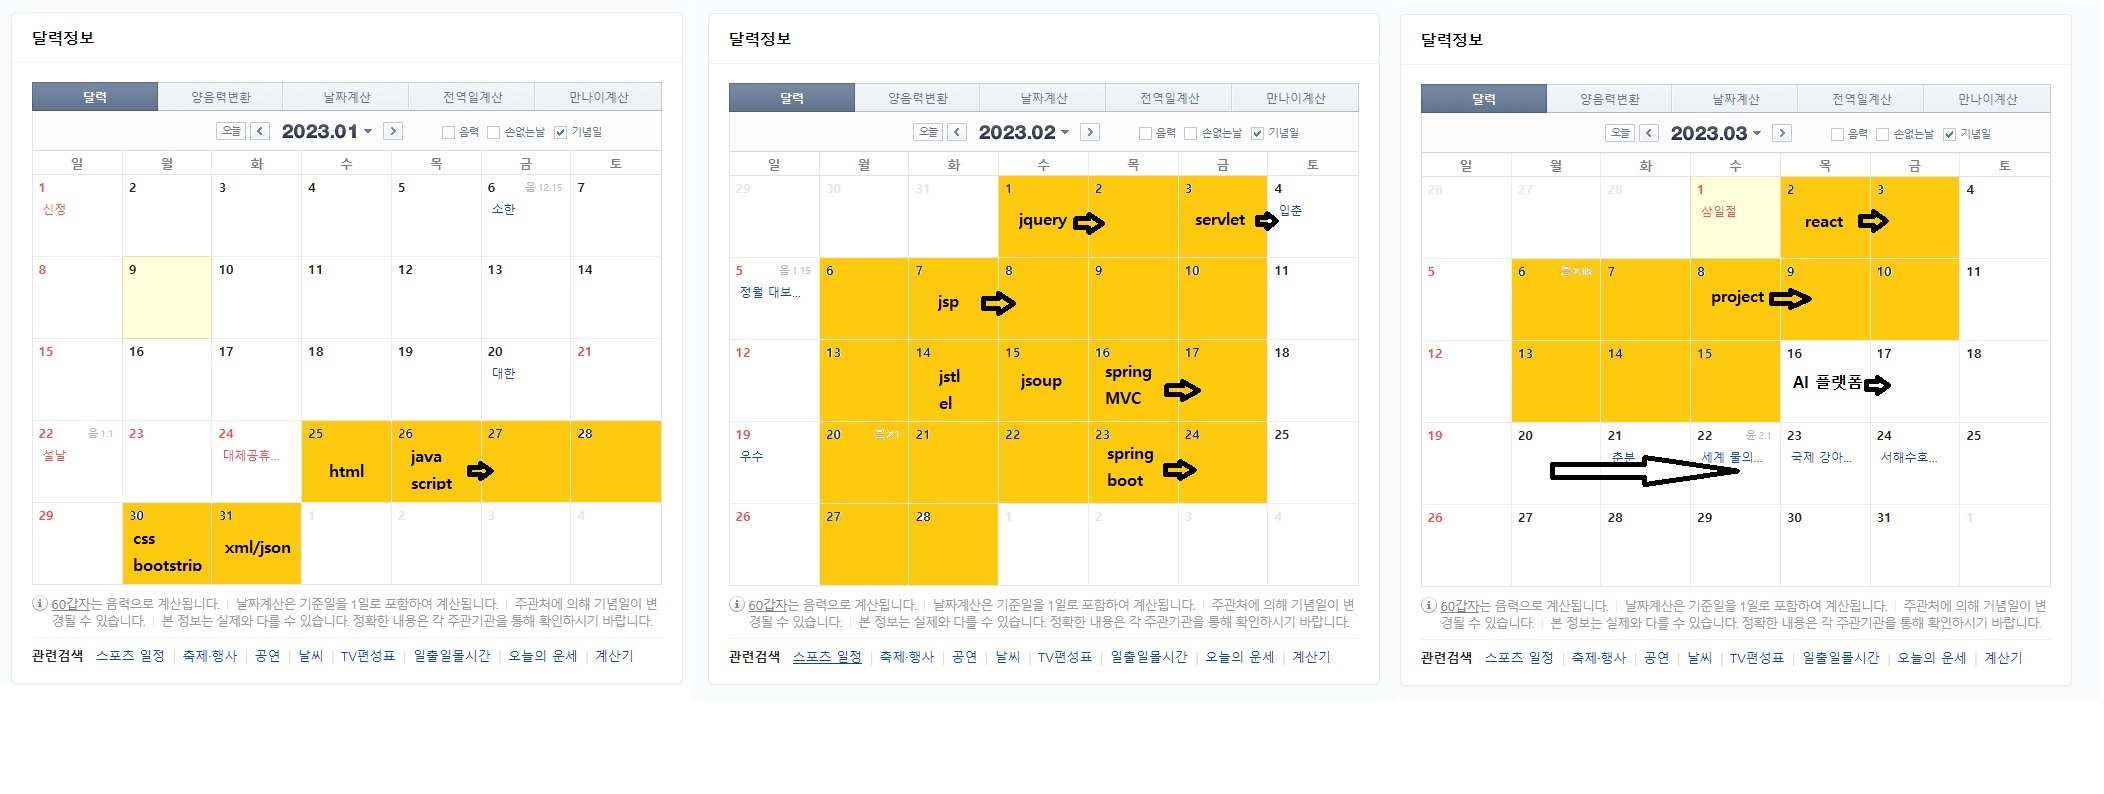 달력정보
달력 양음력변환 날짜계산 전역일계산 만나이계산
오늘 2023.01 음력 손없는날 기념일
일 월 화 수 목 금 토
1 2 3 4 5 6 음 12.15 7
신정 소한
8 9 10 11 12 13 14
15 16 17 18 19 20 21
대한
22 음 1.1 23 24 25 26 27 28
설날 대체공휴... html java
script
29 30 31 1 2 3 4
css
bootstrip xml/json
60갑자는 음력으로 계산됩니다. 날짜계산은 기준일을 1일로 포함하여 계산됩니다. 주관처에 의해 기념일이 변
경될 수 있습니다. 본 정보는 실제와 다를 수 있습니다. 정확한 내용은 각 주관기관을 통해 확인하시기 바랍니다.
관련검색 스포츠 일정 축제·행사 공연 날씨 TV편성표 일출일몰시간 오늘의 운세 계산기
달력정보
달력 양음력변환 날짜계산 전역일계산 만나이계산
오늘 2023.02 음력 손없는날 기념일
일 월 화 수 목 금 토
29 30 31 1 2 3 4
jquery servlet 입춘
5 음 1.15 6 7 8 9 10 11
정월 대보... jsp
12 13 14 15 16 17 18
jstl jsoup spring
el MVC
19 20 음 2.1 21 22 23 24 25
우수 spring
boot
26 27 28 1 2 3 4
60갑자는 음력으로 계산됩니다. 날짜계산은 기준일을 1일로 포함하여 계산됩니다. 주관처에 의해 기념일이 변
경될 수 있습니다. 본 정보는 실제와 다를 수 있습니다. 정확한 내용은 각 주관기관을 통해 확인하시기 바랍니다.
관련검색 스포츠 일정 축제·행사 공연 날씨 TV편성표 일출일몰시간 오늘의 운세 계산기
달력정보
달력 양음력변환 날짜계산 전역일계산 만나이계산
오늘 2023.03 음력 손없는날 기념일
일 월 화 수 목 금 토
26 27 28 1 2 3 4
삼일절 react
5 6 7 8 9 10 11
project
12 13 14 15 16 17 18
AI 플랫폼
19 20 21 22 윤 2.1 23 24 25
춘분 세계 물의... 국제 강아... 서해수호...
26 27 28 29 30 31 1
60갑자는 음력으로 계산됩니다. 날짜계산은 기준일을 1일로 포함하여 계산됩니다. 주관처에 의해 기념일이 변
경될 수 있습니다. 본 정보는 실제와 다를 수 있습니다. 정확한 내용은 각 주관기관을 통해 확인하시기 바랍니다.
관련검색 스포츠 일정 축제·행사 공연 날씨 TV편성표 일출일몰시간 오늘의 운세 계산기